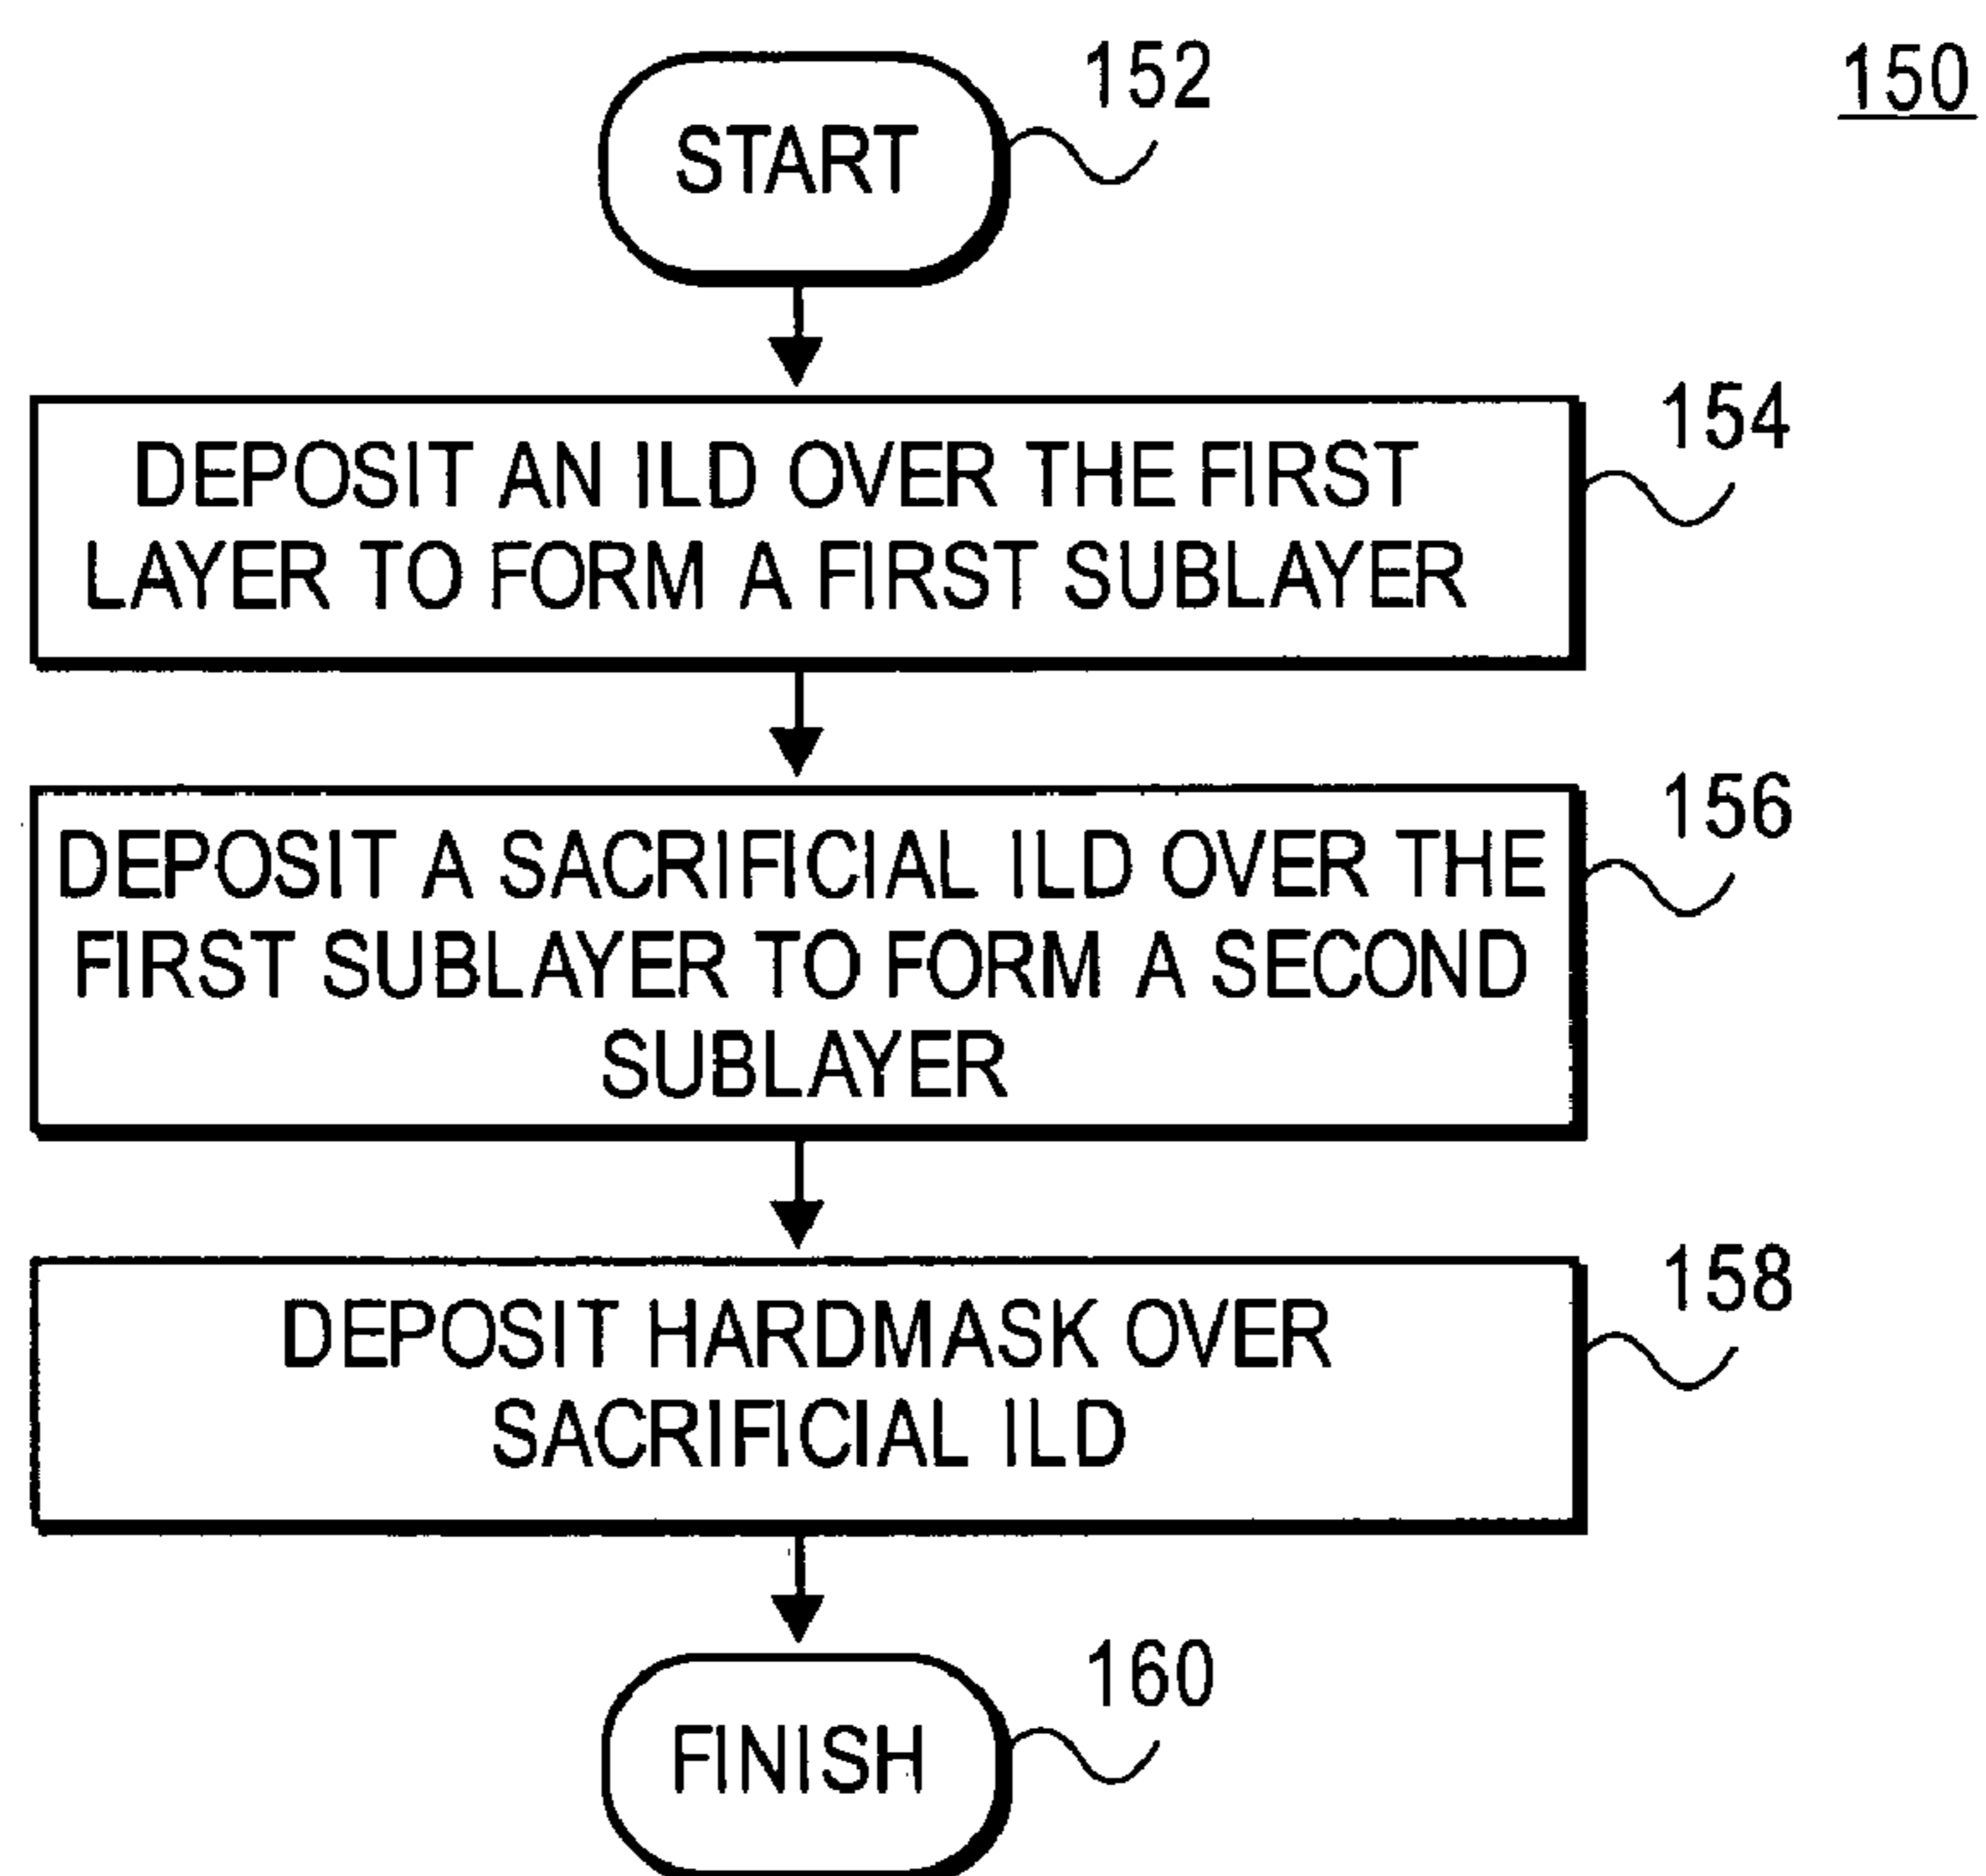 152
150
START
154
DEPOSIT AN ILD OVER THE FIRST
LAYER TO FORM A FIRST SUBLAYER
156
DEPOSIT A SACRIFICIAL ILD OVER THE
FIRST SUBLAYER TO FORM A SECOND
SUBLAYER
158
DEPOSIT HARDMASK OVER
SACRIFICIAL ILD
160
FINISH